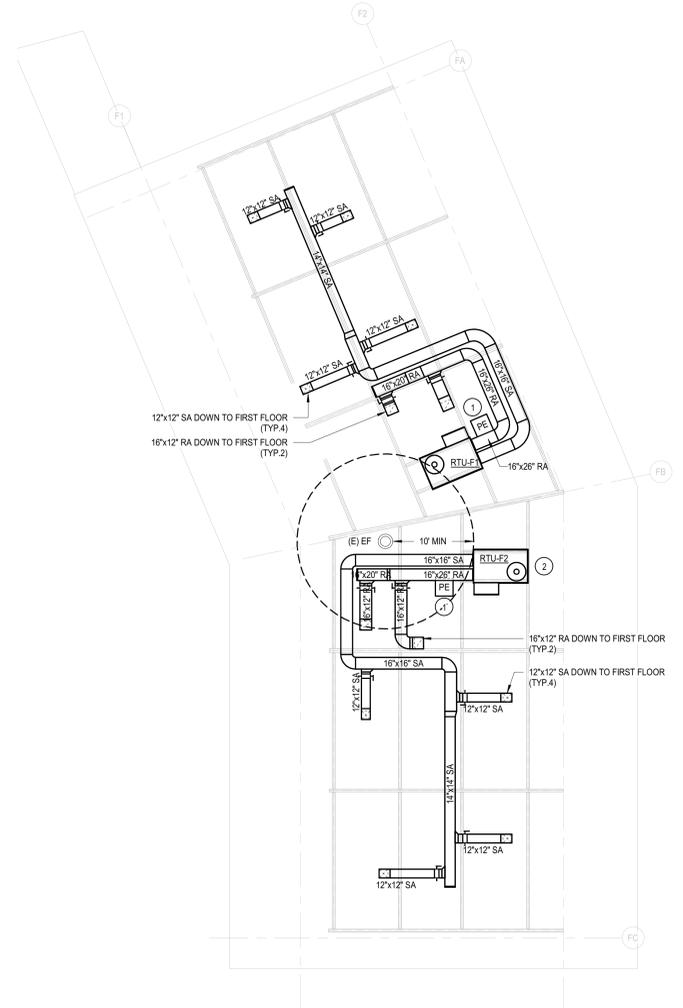 F2
FA
F1
12"x12" SA
12"x12" SA
14"x14" SA
12"x12" SA
12"x12" SA
16"x20" RA
16"x26" RA
16"x16" SA
12"x12" SA DOWN TO FIRST FLOOR
(TYP.4)
16"x12" RA DOWN TO FIRST FLOOR
(TYP.2)
1
PE
RTU-F1
16"x26" RA
FB
(E) EF
10' MIN
16"x16" SA
RTU-F2
2
16"x20" RA
16"x26" RA
PE
1
16"x12" RA
16"x12" RA
16"x12" RA DOWN TO FIRST FLOOR
(TYP.2)
16"x16" SA
12"x12" SA DOWN TO FIRST FLOOR
(TYP.4)
12"x12" SA
12"x12" SA
14"x14" SA
12"x12" SA
12"x12" SA
FC